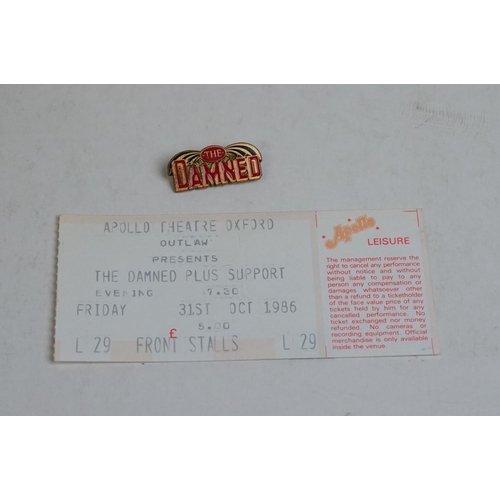 THE
DAMNED
APOLLO THEATRE OXFORD
OUTLAW
PRESENTS
THE DAMNED PLUS SUPPORT
EVENING 7.30
FRIDAY 31ST OCT 1986
£ 5.00
L 29 FRONT STALLS L 29
Apollo
LEISURE
The management reserve the
right to cancel any performance
without notice and without
being liable to pay to any
person any compensation or
damages whatsoever other
than a refund to a ticketholder
of the face value price of any
tickets held by him for any
cancelled performance. No
ticket exchanged nor money
refunded. No cameras or
recording equipment. Official
merchandise is only available
inside the venue.